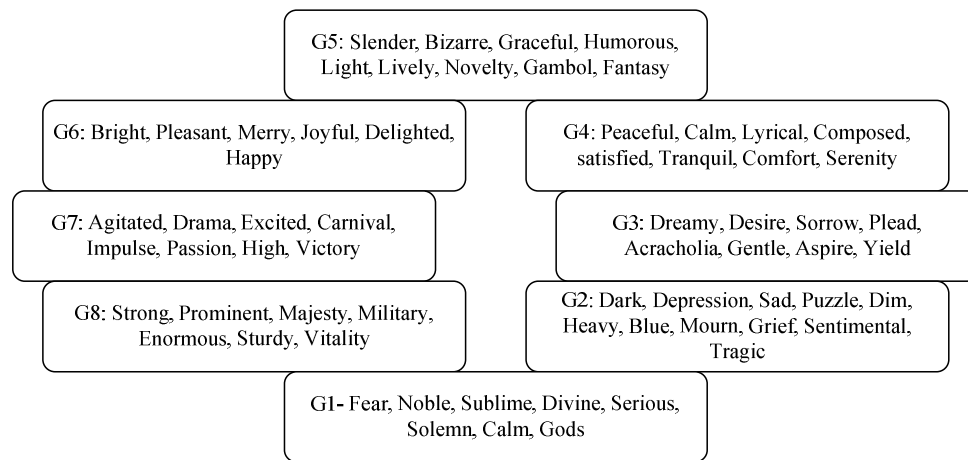 G5: Slender, Bizarre, Graceful, Humorous,
Light, Lively, Novelty, Gambol, Fantasy
G6: Bright, Pleasant, Merry, Joyful, Delighted,
Happy
G4: Peaceful, Calm, Lyrical, Composed,
satisfied, Tranquil, Comfort, Serenity
G7: Agitated, Drama, Excited, Carnival,
Impulse, Passion, High, Victory
G3: Dreamy, Desire, Sorrow, Plead,
Acracholia, Gentle, Aspire, Yield
G8: Strong, Prominent, Majesty, Military,
Enormous, Sturdy, Vitality
G2: Dark, Depression, Sad, Puzzle, Dim,
Heavy, Blue, Mourn, Grief, Sentimental,
Tragic
G1- Fear, Noble, Sublime, Divine, Serious,
Solemn, Calm, Gods